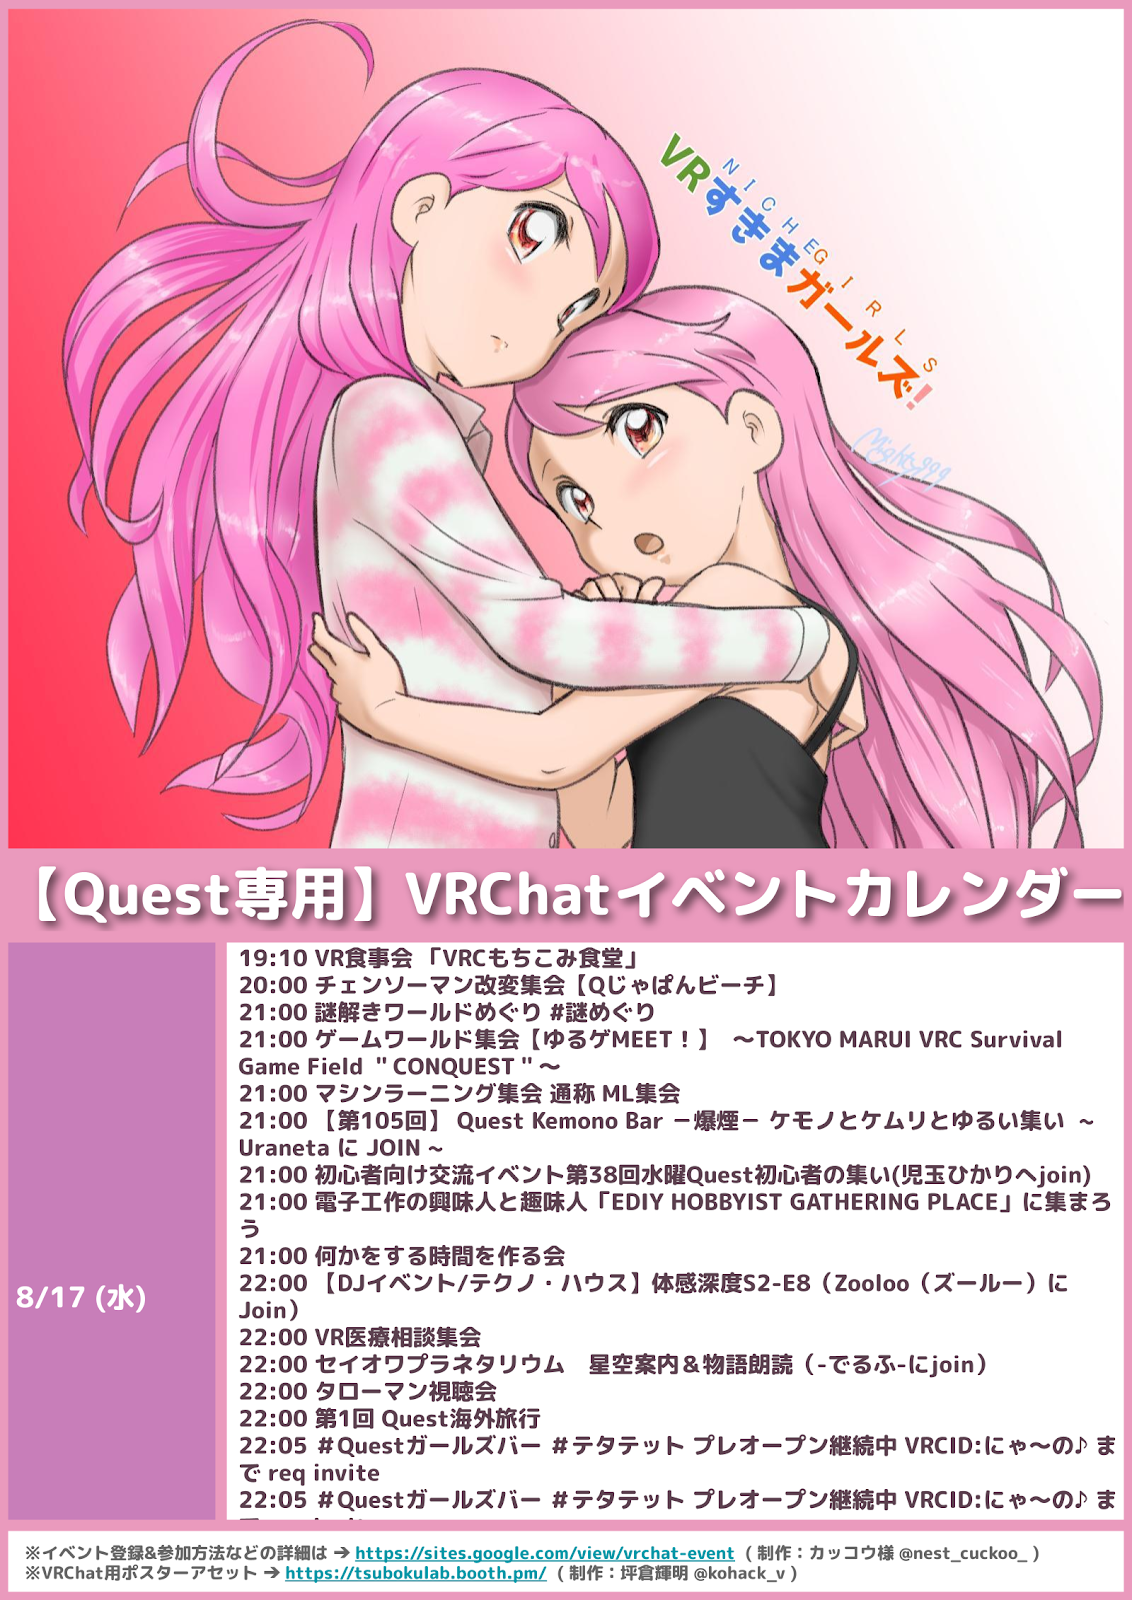 NICHE GIRLS
VRすきまガールズ!
Mighty999
【Quest専用】VRChatイベントカレンダー
8/17 (水)
19:10 VR食事会 「VRCもちこみ食堂」
20:00 チェンソーマン改変集会【Qじゃぱんビーチ】
21:00 謎解きワールドめぐり #謎めぐり
21:00 ゲームワールド集会【ゆるゲMEET！】 〜TOKYO MARUI VRC Survival
Game Field ＂CONQUEST＂〜
21:00 マシンラーニング集会 通称 ML集会
21:00 【第105回】 Quest Kemono Bar －爆煙－ ケモノとケムリとゆるい集い ～
Uraneta に JOIN ～
21:00 初心者向け交流イベント第38回水曜Quest初心者の集い(児玉ひかりへjoin)
21:00 電子工作の興味人と趣味人「EDIY HOBBYIST GATHERING PLACE」に集まろ
う
21:00 何かをする時間を作る会
22:00 【DJイベント/テクノ・ハウス】体感深度S2-E8（Zooloo（ズールー）に
Join）
22:00 VR医療相談集会
22:00 セイオワプラネタリウム　星空案内＆物語朗読（-でるふ-にjoin）
22:00 タローマン視聴会
22:00 第1回 Quest海外旅行
22:05 ＃Questガールズバー ＃テタテット プレオープン継続中 VRCID:にゃ〜の♪ ま
で req invite
22:05 ＃Questガールズバー ＃テタテット プレオープン継続中 VRCID:にゃ〜の♪ ま
※イベント登録&参加方法などの詳細は ➔ https://sites.google.com/view/vrchat-event ( 制作：カッコウ様 @nest_cuckoo_ )
※VRChat用ポスターアセット ➔ https://tsubokulab.booth.pm/ ( 制作：坪倉輝明 @kohack_v )